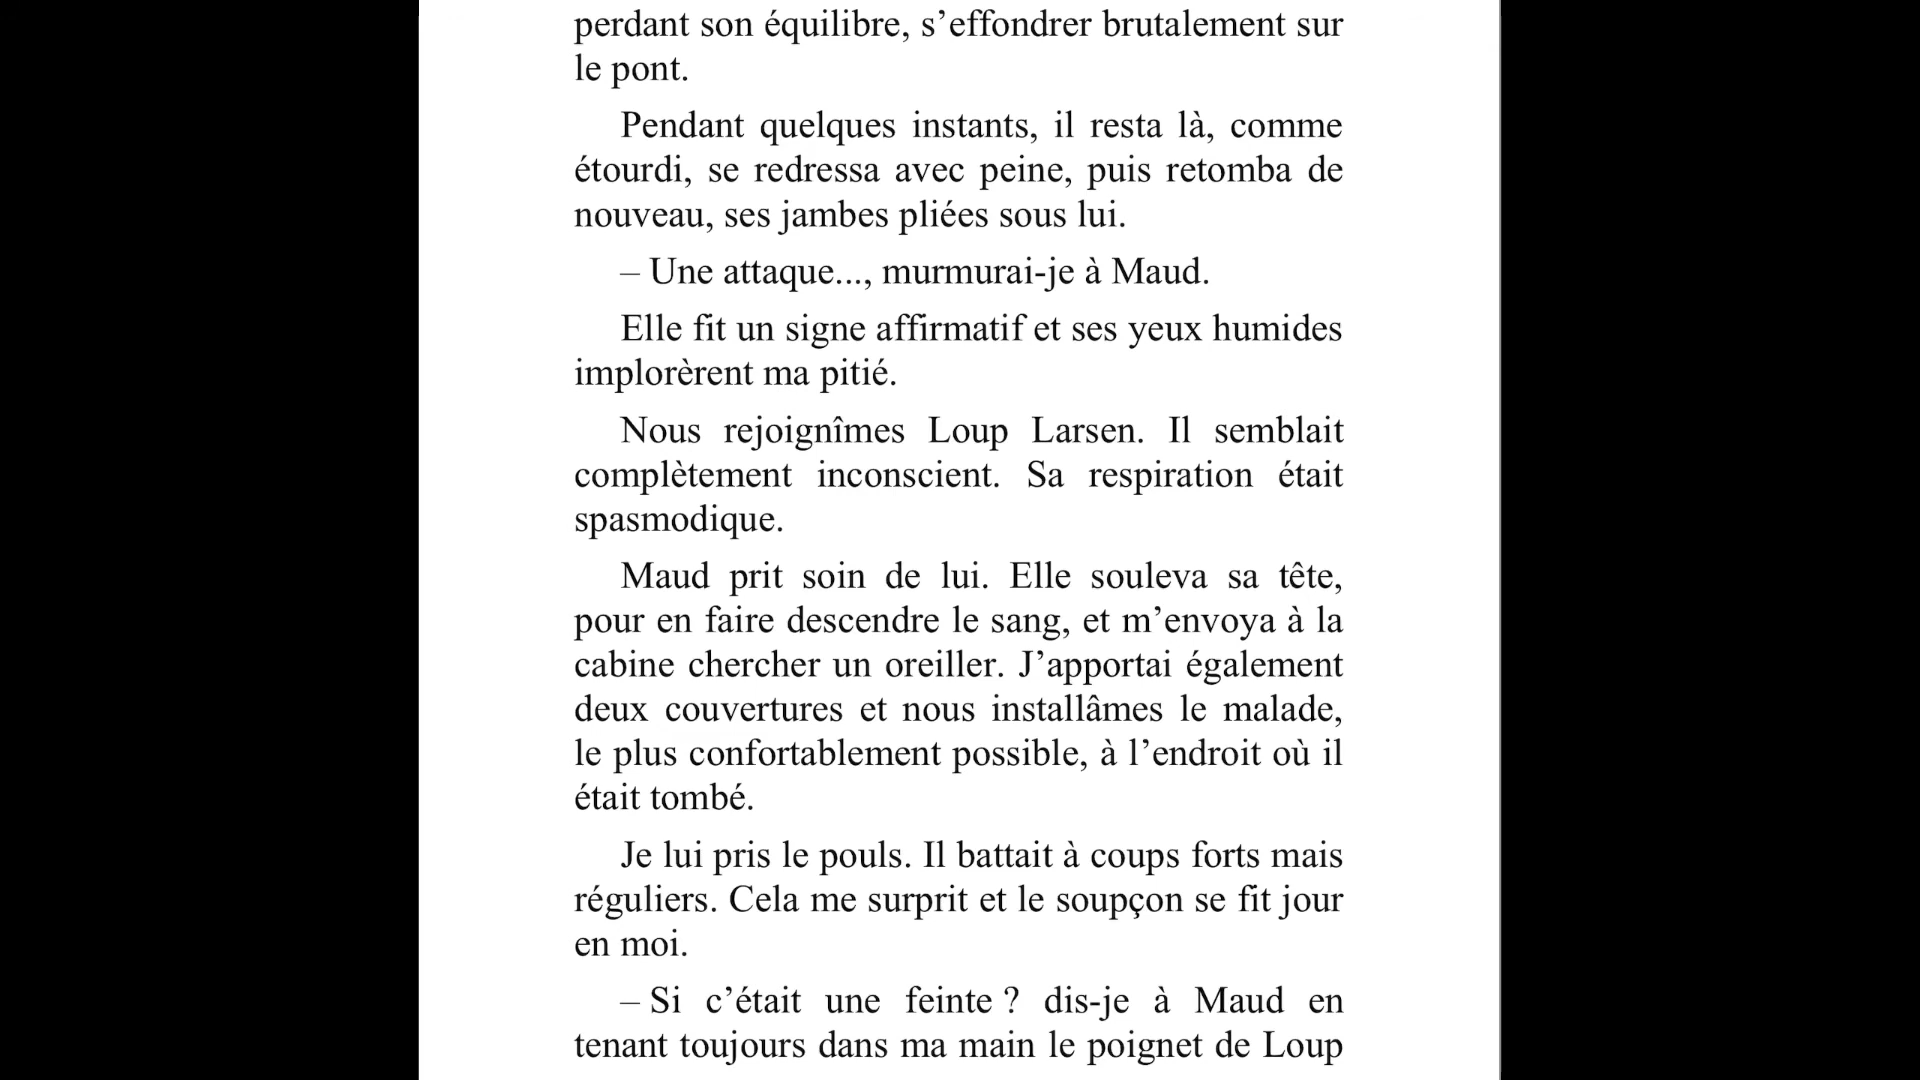 perdant son équilibre, s’effondrer brutalement sur
le pont.
Pendant quelques instants, il resta là, comme
étourdi, se redressa avec peine, puis retomba de
nouveau, ses jambes pliées sous lui.
– Une attaque..., murmurai-je à Maud.
Elle fit un signe affirmatif et ses yeux humides
implorèrent ma pitié.
Nous rejoignîmes Loup Larsen. Il semblait
complètement inconscient. Sa respiration était
spasmodique.
Maud prit soin de lui. Elle souleva sa tête,
pour en faire descendre le sang, et m’envoya à la
cabine chercher un oreiller. J’apportai également
deux couvertures et nous installâmes le malade,
le plus confortablement possible, à l’endroit où il
était tombé.
Je lui pris le pouls. Il battait à coups forts mais
réguliers. Cela me surprit et le soupçon se fit jour
en moi.
– Si c’était une feinte ? dis-je à Maud en
tenant toujours dans ma main le poignet de Loup